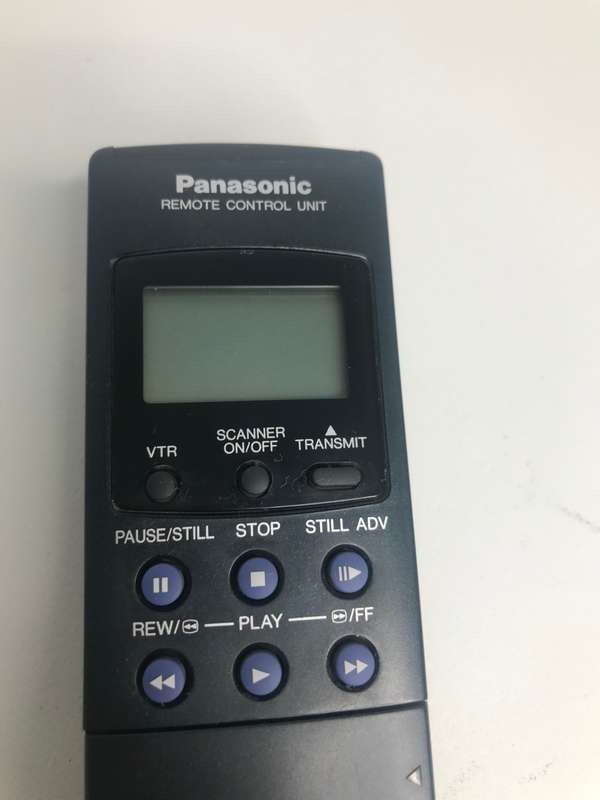 Panasonic
REMOTE CONTROL UNIT
VTR
SCANNER
ON/OFF
TRANSMIT
PAUSE/STILL STOP STILL ADV
REW/ PLAY /FF